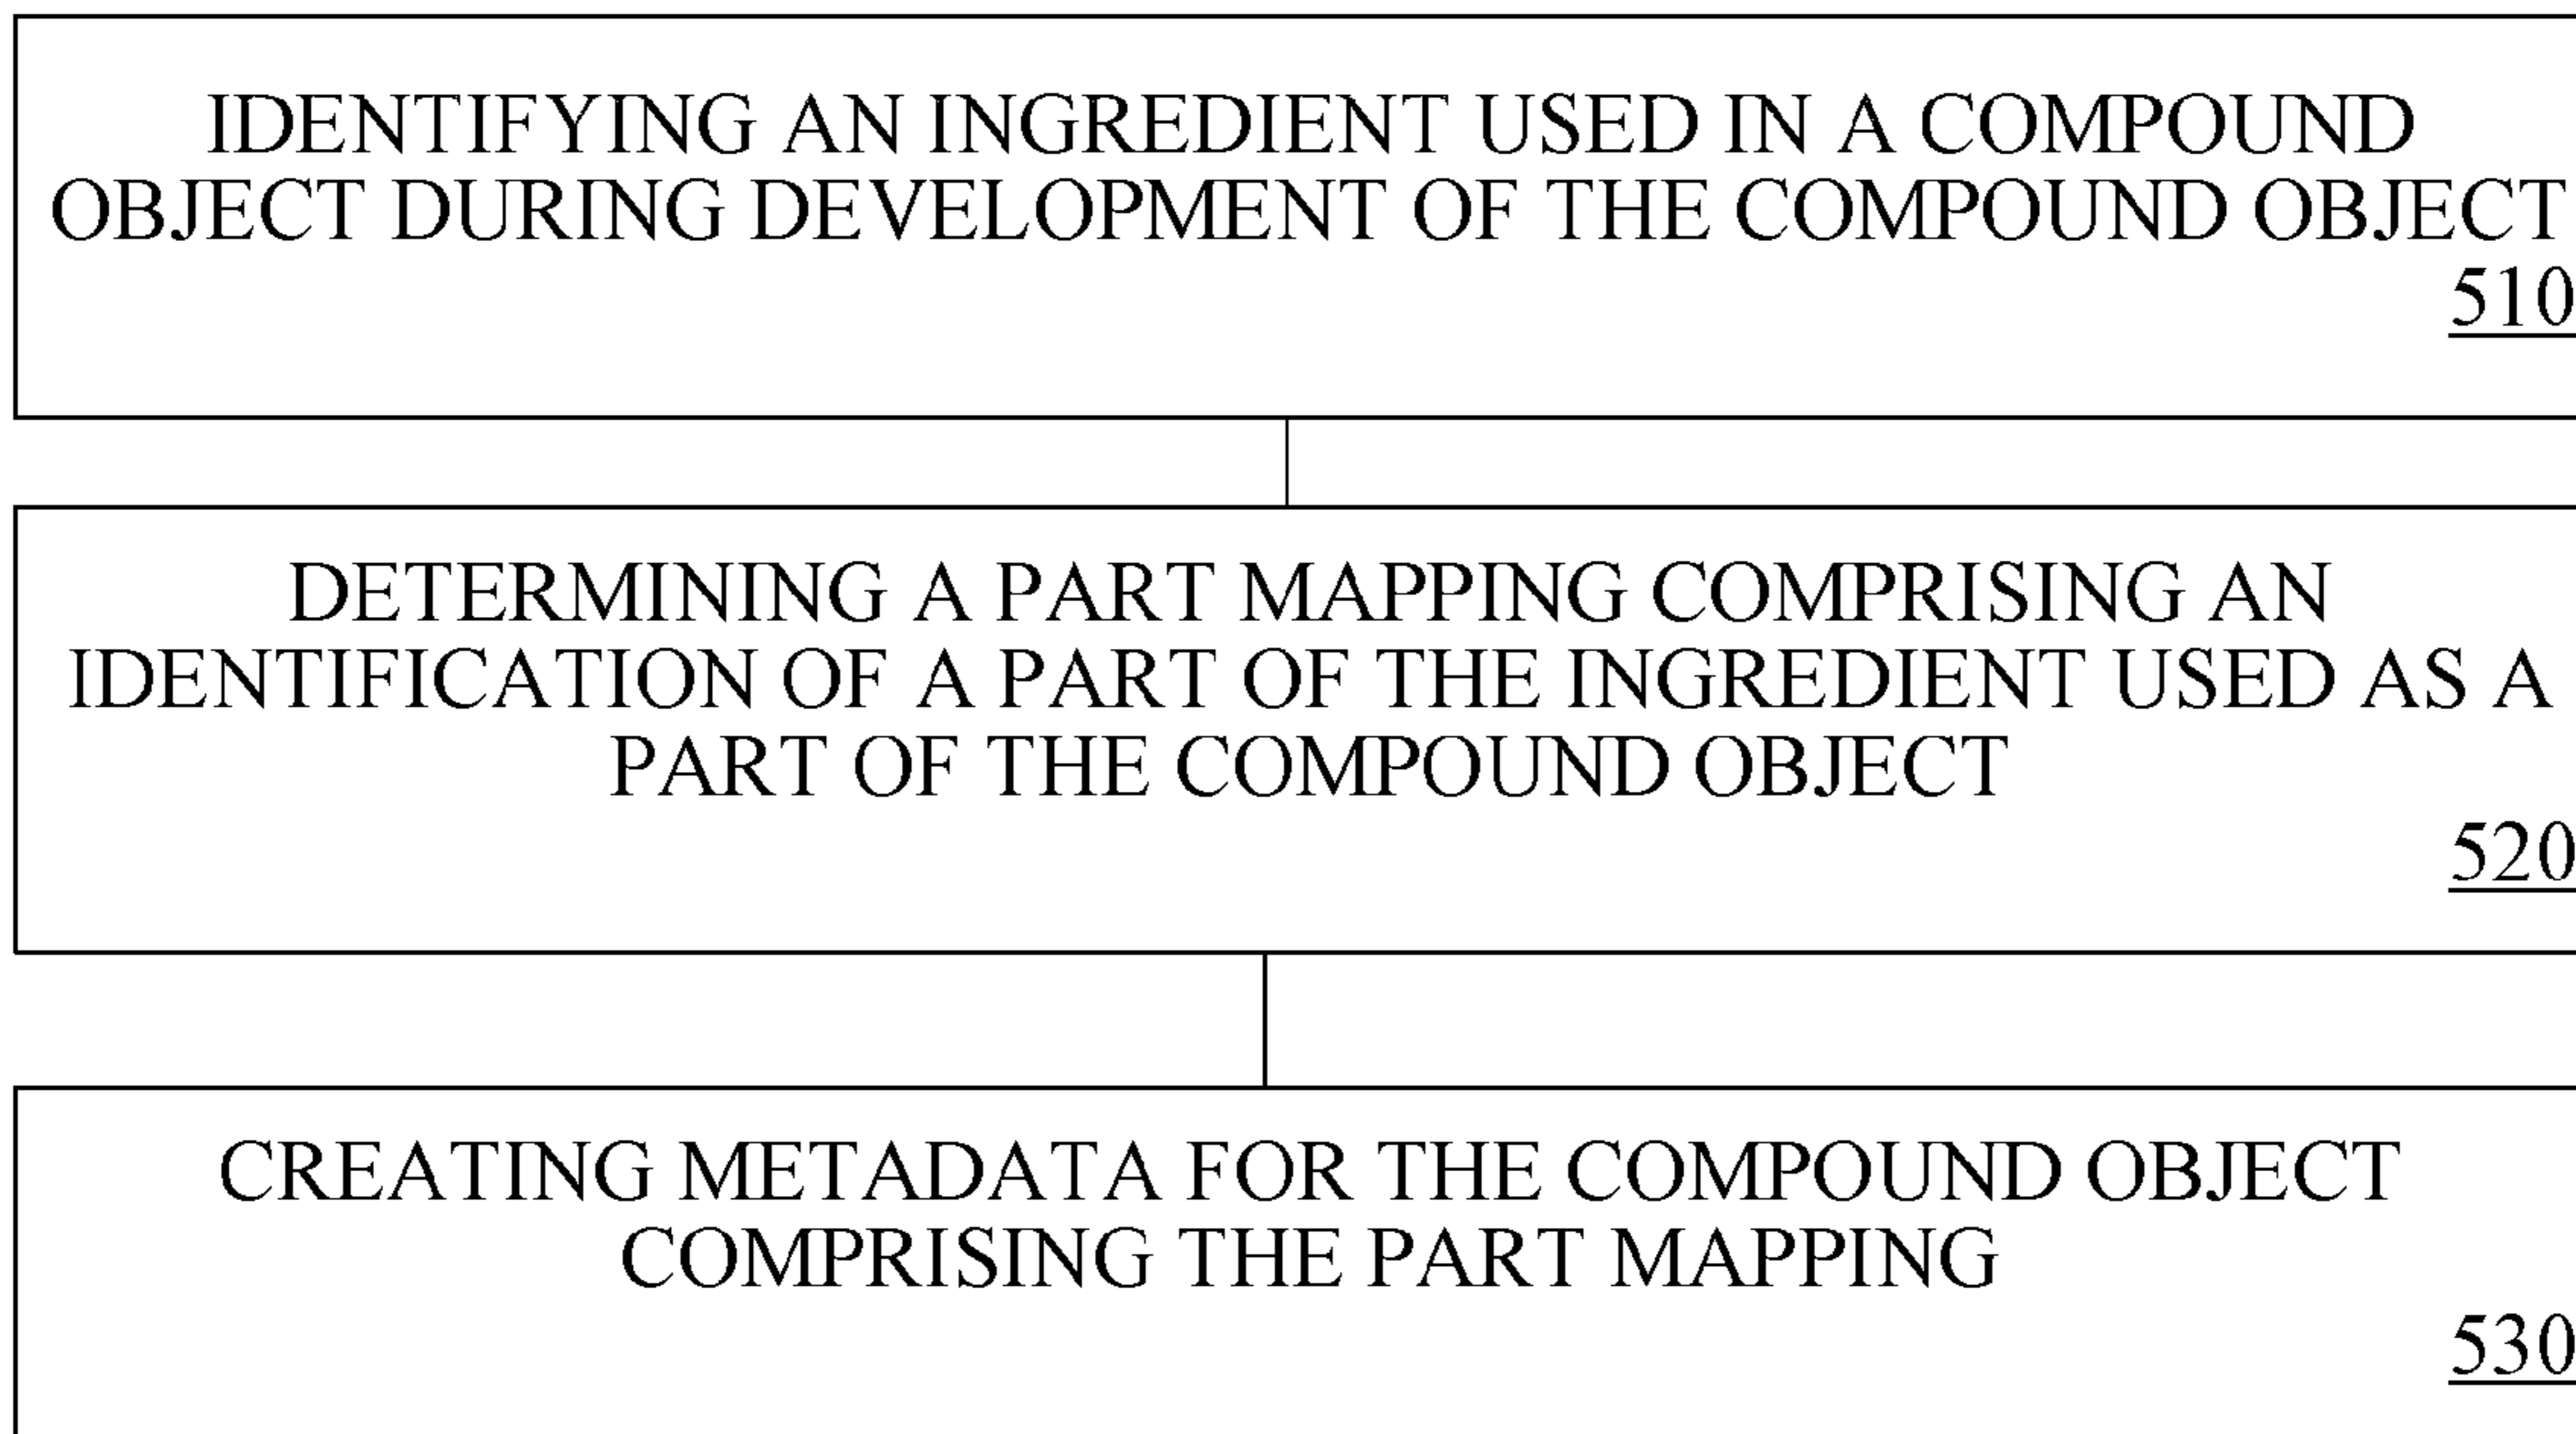 IDENTIFYING AN INGREDIENT USED IN A COMPOUND
OBJECT DURING DEVELOPMENT OF THE COMPOUND OBJECT
510
DETERMINING A PART MAPPING COMPRISING AN
IDENTIFICATION OF A PART OF THE INGREDIENT USED AS A
PART OF THE COMPOUND OBJECT
520
CREATING METADATA FOR THE COMPOUND OBJECT
COMPRISING THE PART MAPPING
530